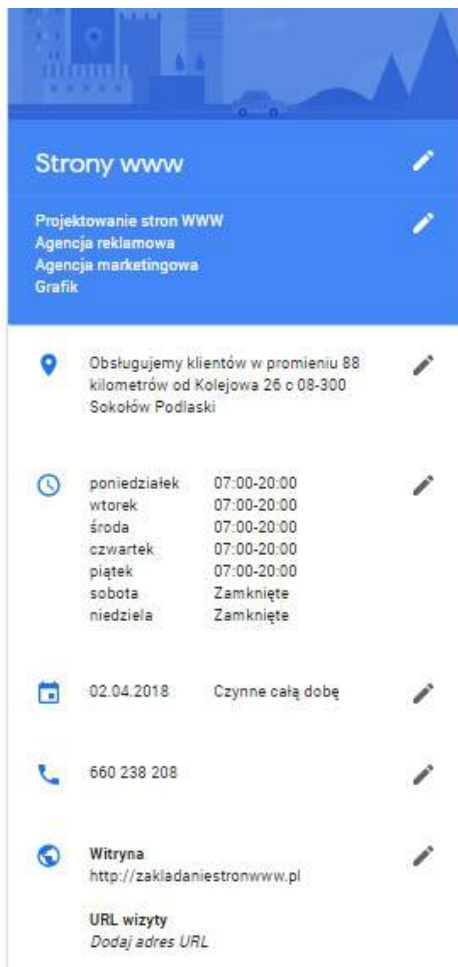 Strony www
Projektowanie stron WWW
Agencja reklamowa
Agencja marketingowa
Grafik
Obsługujemy klientów w promieniu 88
kilometrów od Kolejowa 26 c 08-300
Sokołów Podlaski
poniedziałek 07:00-20:00
wtorek 07:00-20:00
środa 07:00-20:00
czwartek 07:00-20:00
piątek 07:00-20:00
sobota Zamknięte
niedziela Zamknięte
02.04.2018 Czynne całą dobę
660 238 208
Witryna
http://zakladaniestronwww.pl
URL wizyty
Dodaj adres URL